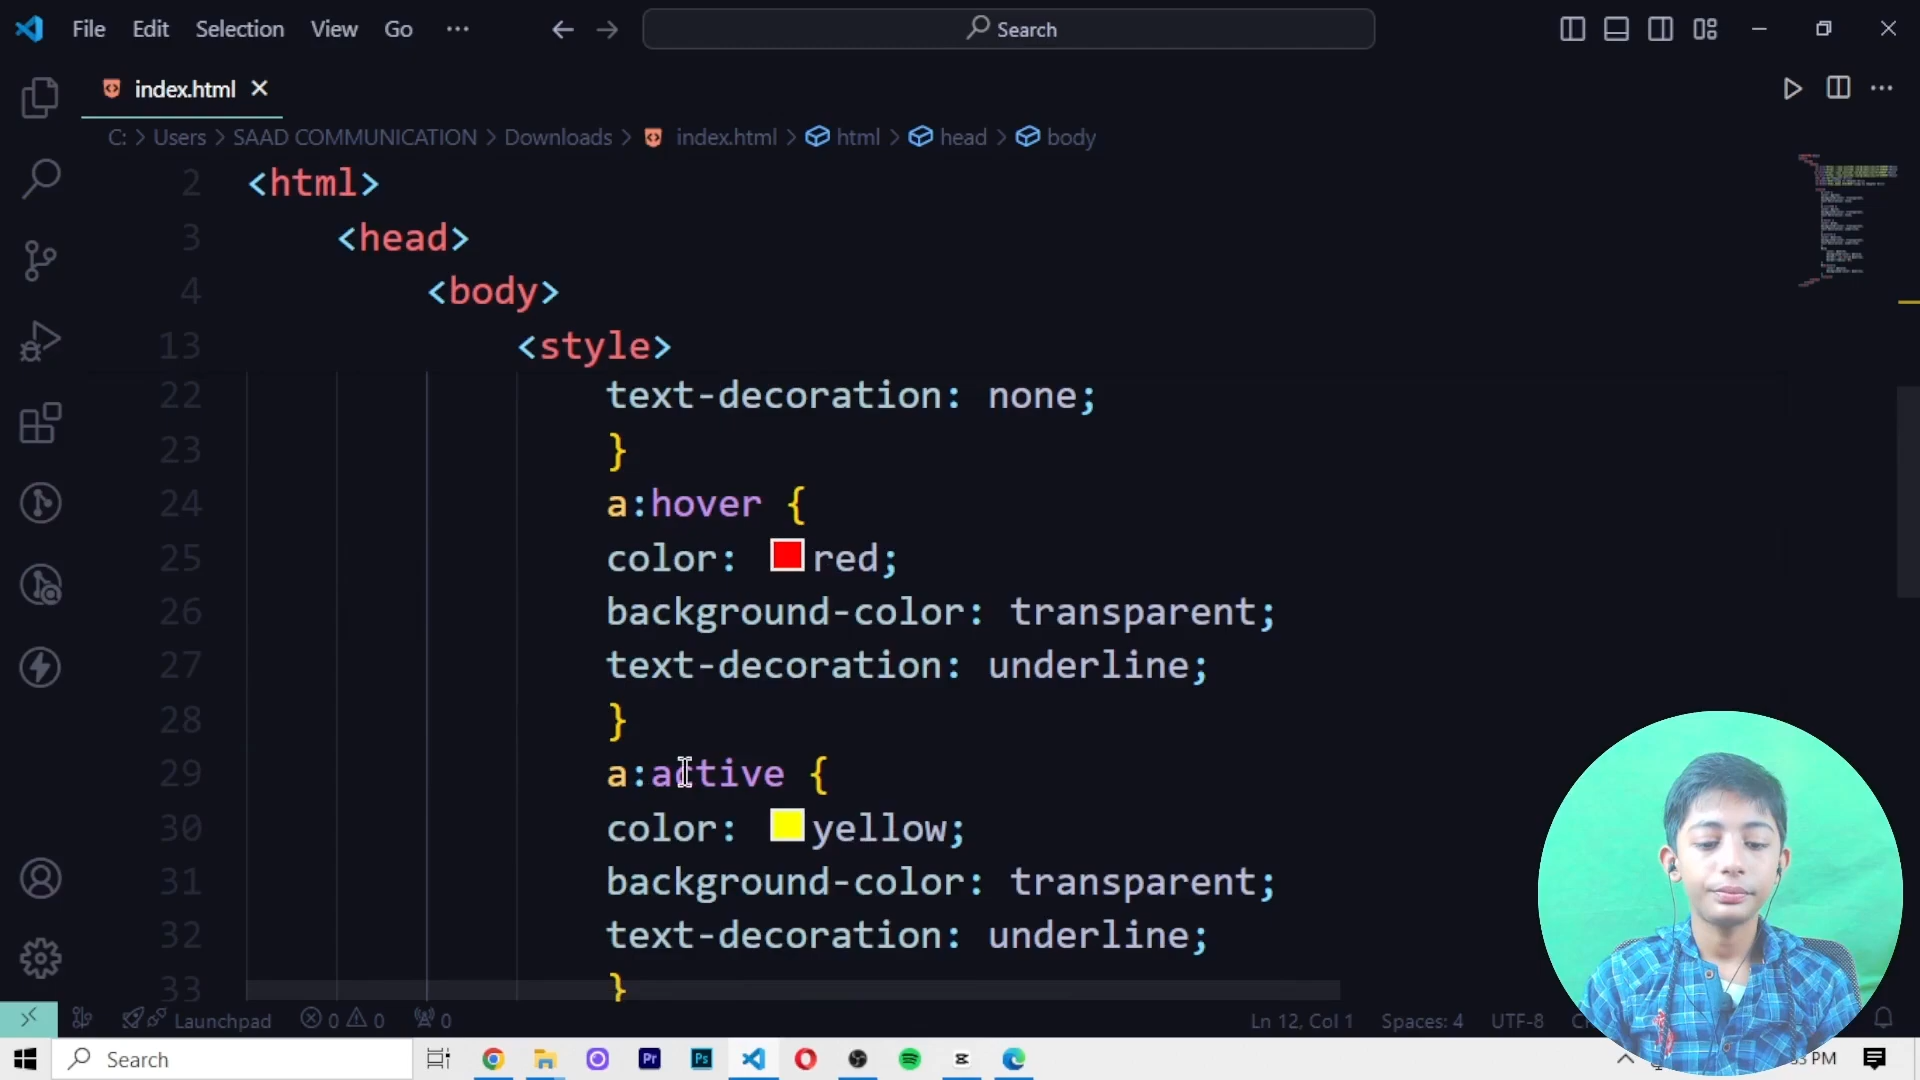 File Edit Selection View Go ··· Search
index.html
C: > Users > SAAD COMMUNICATION > Downloads > index.html > html > head > body
2 <html>
3 <head>
4 <body>
13 <style>
22 text-decoration: none;
23 }
24 a:hover {
25 color: red;
26 background-color: transparent;
27 text-decoration: underline;
28 }
29 a:active {
30 color: yellow;
31 background-color: transparent;
32 text-decoration: underline;
33 }
Launchpad 0 0 0 Ln 12, Col 1 Spaces: 4 UTF-8
Search Pr Ps PM